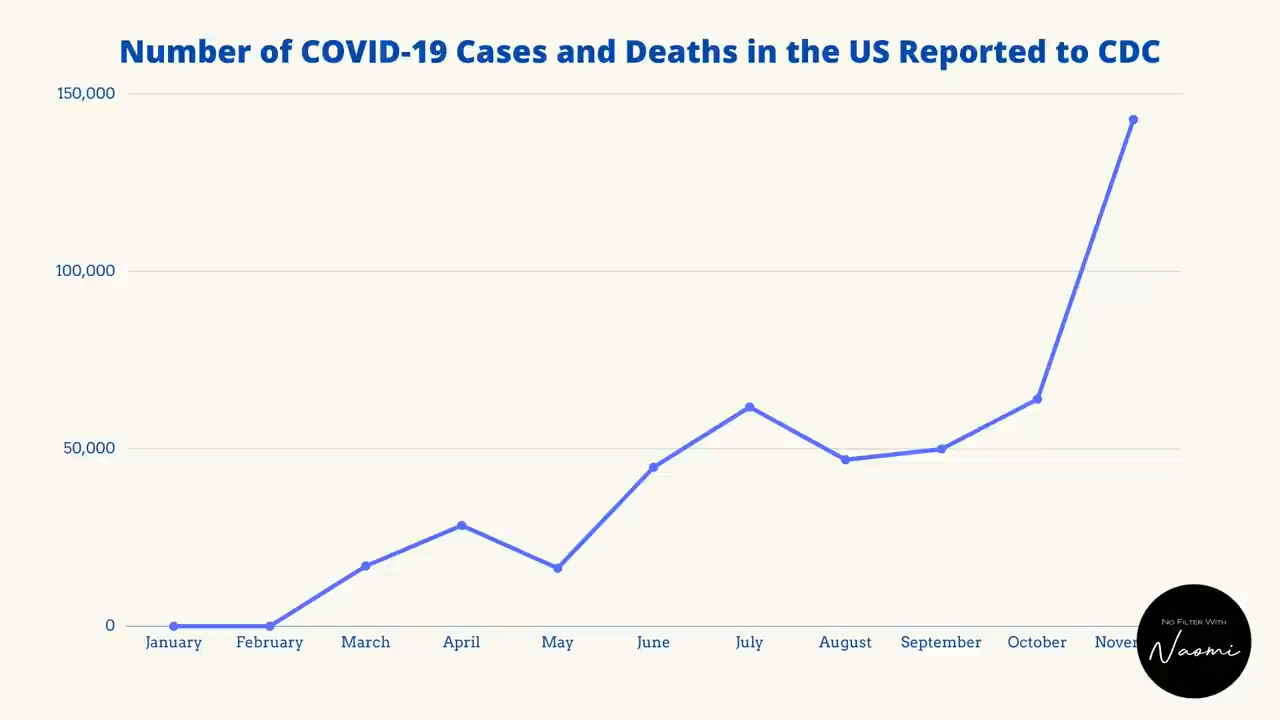 Number of COVID-19 Cases and Deaths in the US Reported to CDC
150,000
100,000
50,000
0
January February March April May June July August September October
No Filter With
Naomi